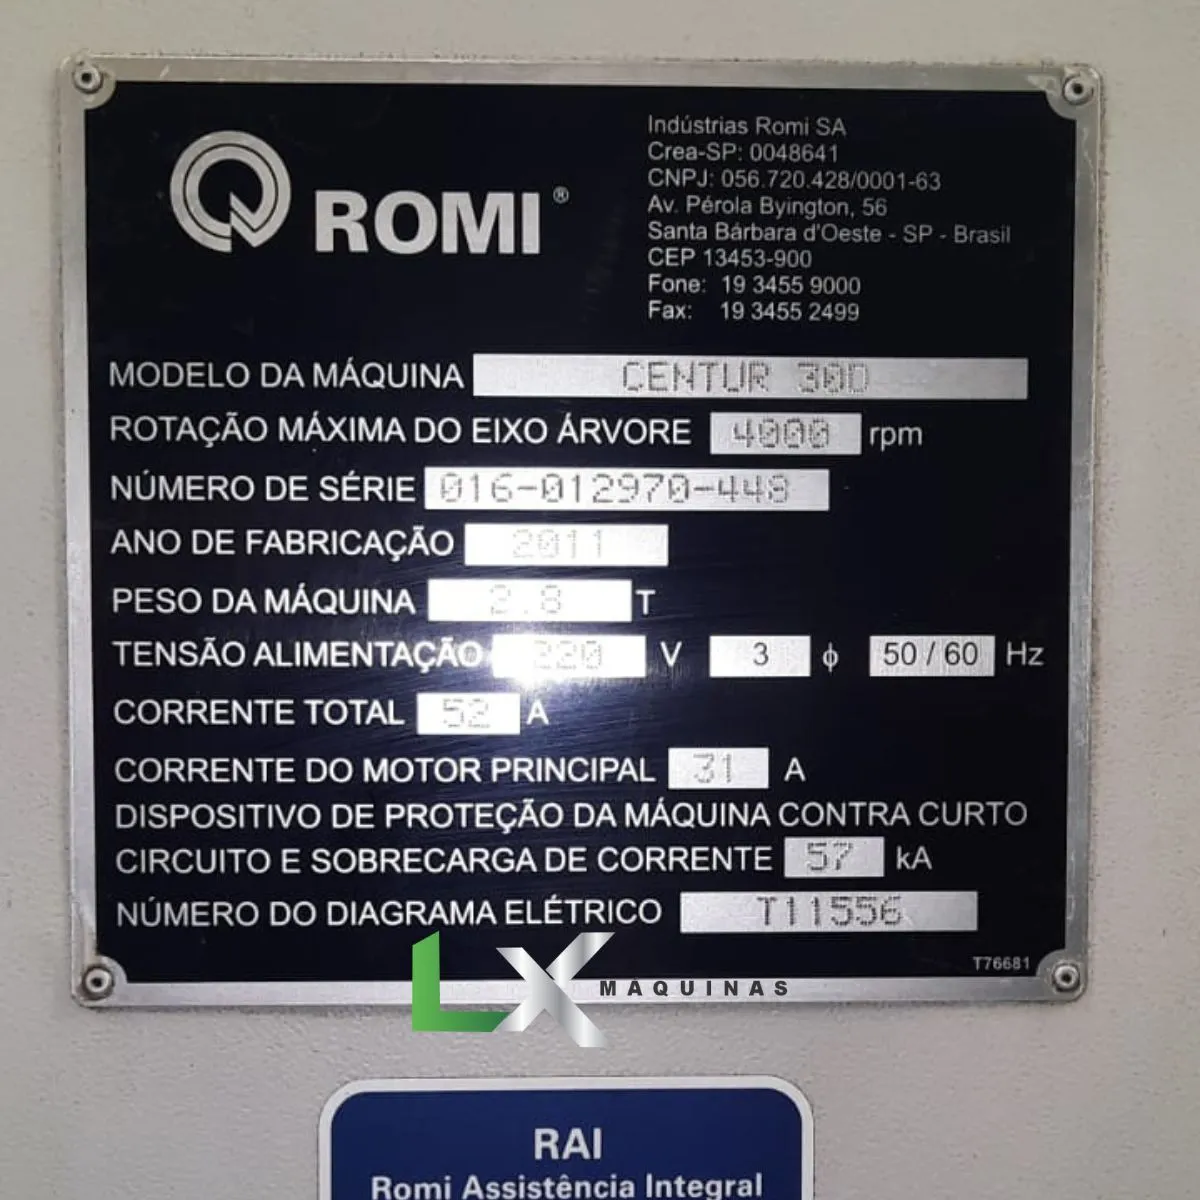 ROMI®
Indústrias Romi SA
Crea-SP: 0048641
CNPJ: 056.720.428/0001-63
Av. Pérola Byington, 56
Santa Bárbara d'Oeste - SP - Brasil
CEP 13453-900
Fone: 19 3455 9000
Fax: 19 3455 2499
MODELO DA MÁQUINA CENTUR 30D
ROTAÇÃO MÁXIMA DO EIXO ÁRVORE 4000 rpm
NÚMERO DE SÉRIE 016-012970-448
ANO DE FABRICAÇÃO 2011
PESO DA MÁQUINA 2.8 T
TENSÃO ALIMENTAÇÃO 220 V 3 ϕ 50 / 60 Hz
CORRENTE TOTAL 52 A
CORRENTE DO MOTOR PRINCIPAL 31 A
DISPOSITIVO DE PROTEÇÃO DA MÁQUINA CONTRA CURTO
CIRCUITO E SOBRECARGA DE CORRENTE 57 kA
NÚMERO DO DIAGRAMA ELÉTRICO T11556
T76681
LX MÁQUINAS
RAI
Romi Assistência Integral